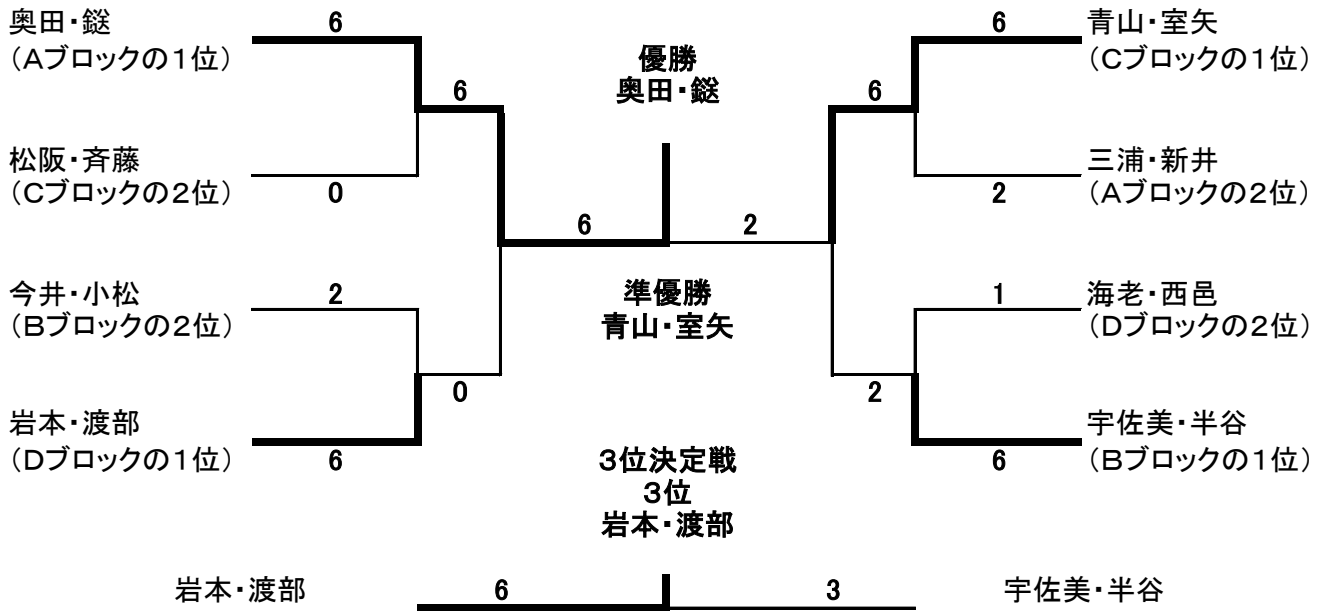 奥田・鎹
(Aブロックの1位)
6
6
松阪・斉藤
(Cブロックの2位)
0
今井・小松
(Bブロックの2位)
2
0
岩本・渡部
(Dブロックの1位)
6
優勝
奥田・鎹
6
2
準優勝
青山・室矢
6
青山・室矢
(Cブロックの1位)
6
三浦・新井
(Aブロックの2位)
2
1
海老・西邑
(Dブロックの2位)
2
宇佐美・半谷
(Bブロックの1位)
6
3位決定戦
3位
岩本・渡部
岩本・渡部
6
3
宇佐美・半谷